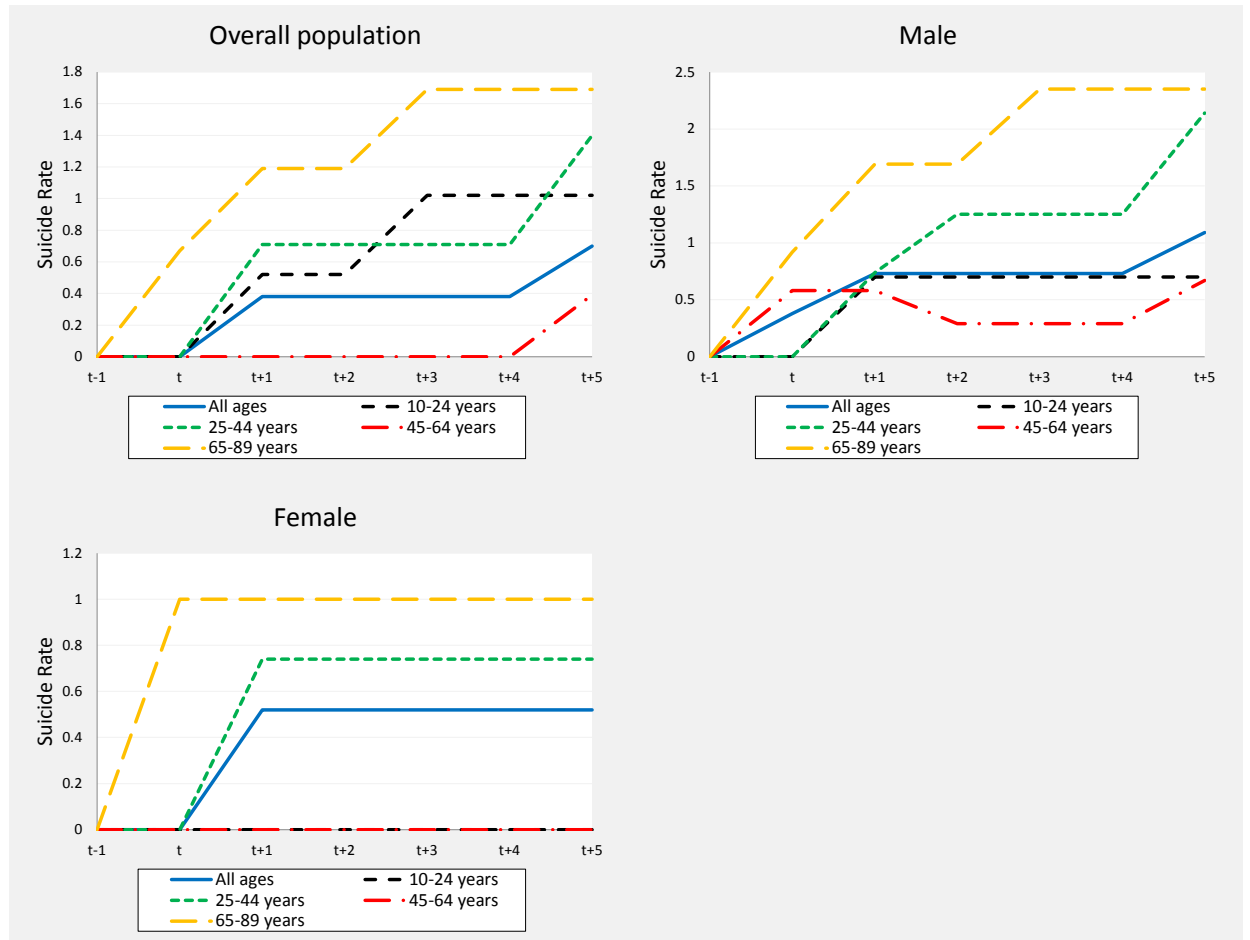 Overall population
Suicide Rate
1.8
1.6
1.4
1.2
1
0.8
0.6
0.4
0.2
0
t-1 t t+1 t+2 t+3 t+4 t+5
All ages 10-24 years
25-44 years 45-64 years
65-89 years
Male
Suicide Rate
2.5
2
1.5
1
0.5
0
t-1 t t+1 t+2 t+3 t+4 t+5
All ages 10-24 years
25-44 years 45-64 years
65-89 years
Female
Suicide Rate
1.2
1
0.8
0.6
0.4
0.2
0
t-1 t t+1 t+2 t+3 t+4 t+5
All ages 10-24 years
25-44 years 45-64 years
65-89 years